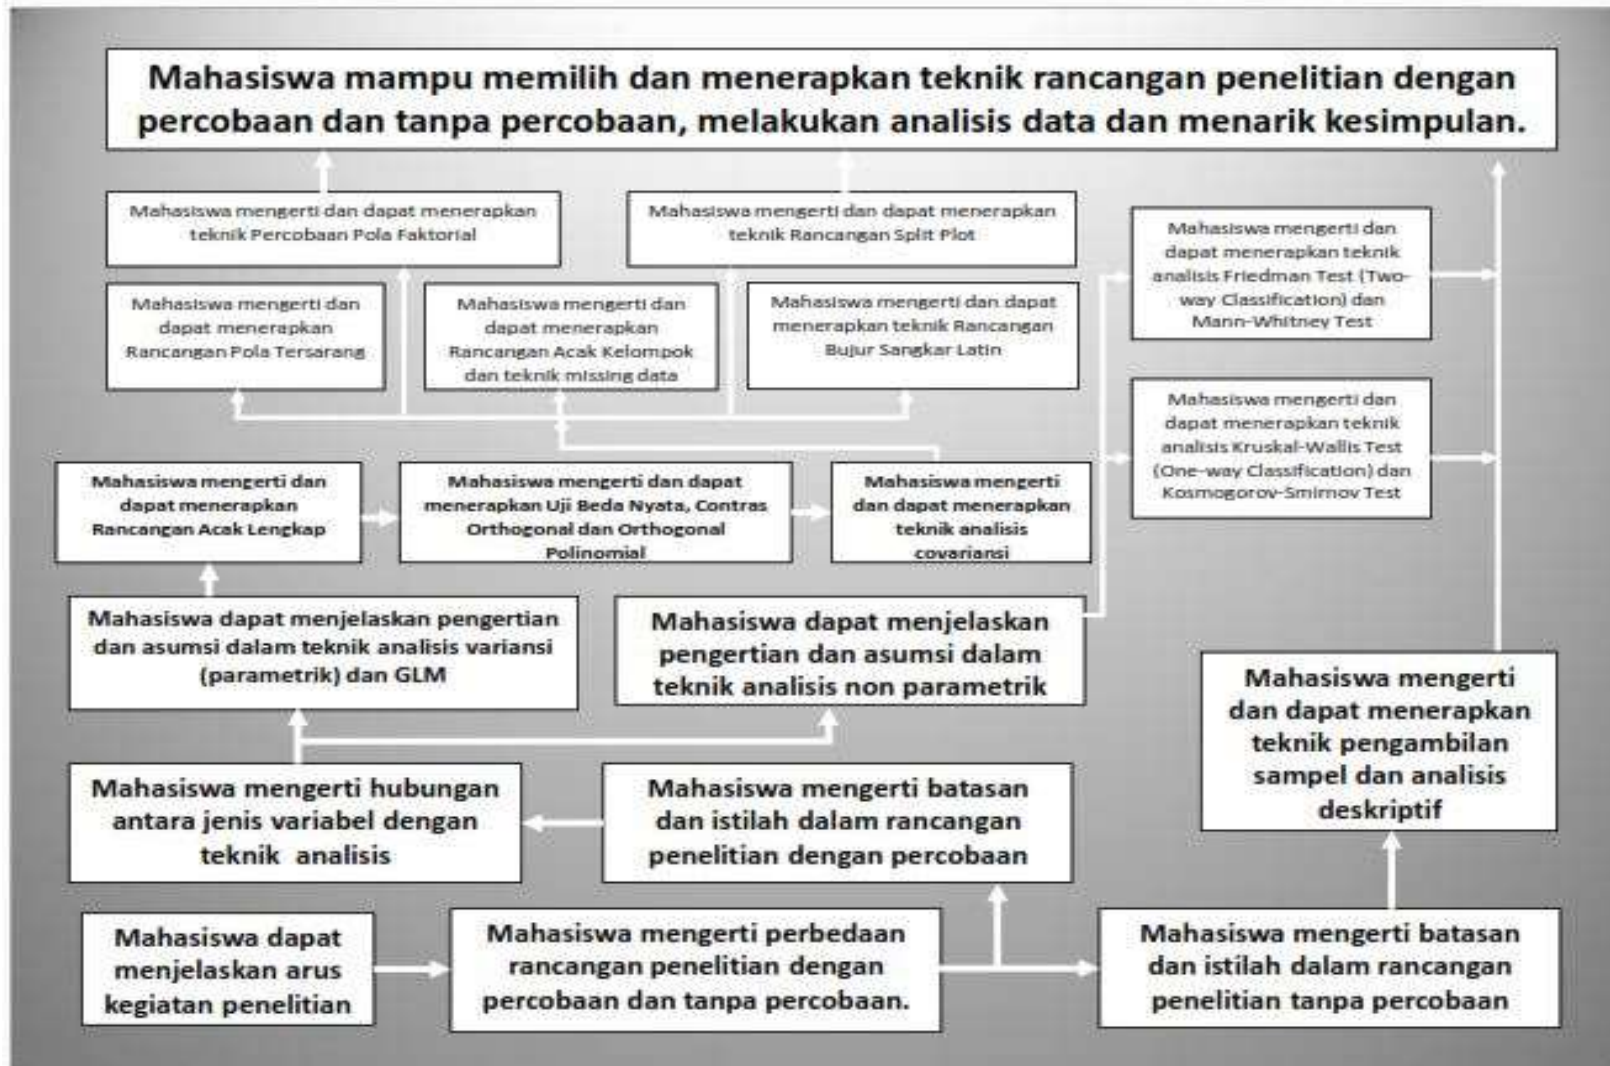 Mahasiswa mampu memilih dan menerapkan teknik rancangan penelitian dengan
percobaan dan tanpa percobaan, melakukan analisis data dan menarik kesimpulan.
Mahasiswa mengerti dan dapat menerapkan
teknik Percobaan Pola Faktorial
Mahasiswa mengerti dan dapat menerapkan
teknik Rancangan Split Plot
Mahasiswa mengerti dan
dapat menerapkan teknik
analisis Friedman Test (Two-
way Classification) dan
Mann-Whitney Test
Mahasiswa mengerti dan
dapat menerapkan
Rancangan Pola Tersarang
Mahasiswa mengerti dan
dapat menerapkan
Rancangan Acak Kelompok
dan teknik missing data
Mahasiswa mengerti dan dapat
menerapkan teknik Rancangan
Bujur Sangkar Latin
Mahasiswa mengerti dan
dapat menerapkan teknik
analisis Kruskal-Wallis Test
(One-way Classification) dan
Kosmogorov-Smirnov Test
Mahasiswa mengerti dan
dapat menerapkan
Rancangan Acak Lengkap
Mahasiswa mengerti dan dapat
menerapkan Uji Beda Nyata, Contras
Orthogonal dan Orthogonal
Polinomial
Mahasiswa mengerti
dan dapat menerapkan
teknik analisis
covariansi
Mahasiswa dapat menjelaskan pengertian
dan asumsi dalam teknik analisis variansi
(parametrik) dan GLM
Mahasiswa dapat menjelaskan
pengertian dan asumsi dalam
teknik analisis non parametrik
Mahasiswa mengerti
dan dapat menerapkan
teknik pengambilan
sampel dan analisis
deskriptif
Mahasiswa mengerti hubungan
antara jenis variabel dengan
teknik analisis
Mahasiswa mengerti batasan
dan istilah dalam rancangan
penelitian dengan percobaan
Mahasiswa dapat
menjelaskan arus
kegiatan penelitian
Mahasiswa mengerti perbedaan
rancangan penelitian dengan
percobaan dan tanpa percobaan.
Mahasiswa mengerti batasan
dan istilah dalam rancangan
penelitian tanpa percobaan